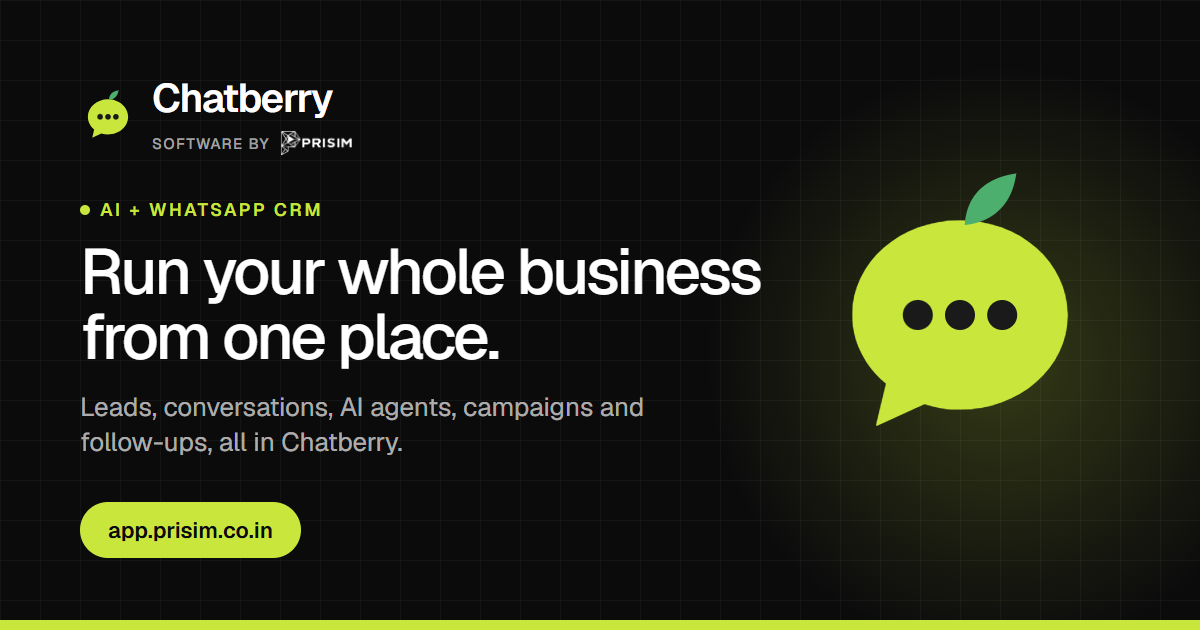 Chatberry
SOFTWARE BY PRISIM
AI + WHATSAPP CRM
Run your whole business
from one place.
Leads, conversations, AI agents, campaigns and
follow-ups, all in Chatberry.
app.prisim.co.in